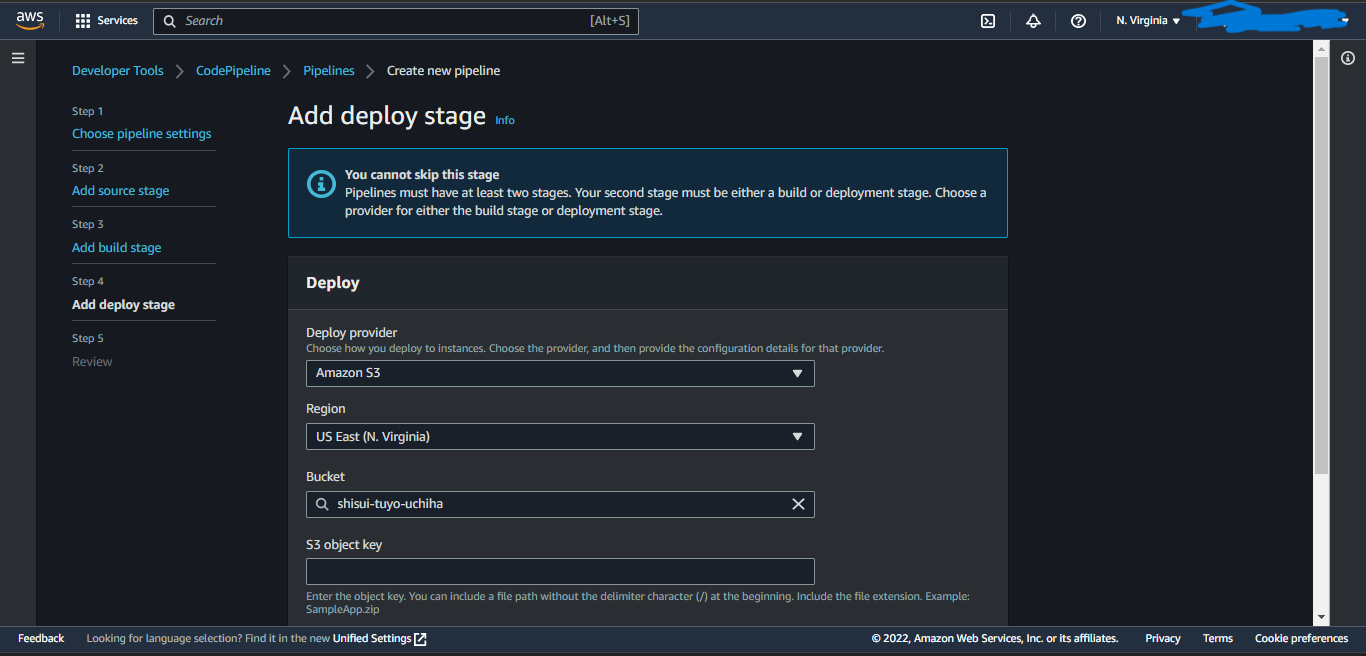 aws Services Search [Alt+S] N. Virginia
Developer Tools CodePipeline Pipelines Create new pipeline
Step 1
Choose pipeline settings
Step 2
Add source stage
Step 3
Add build stage
Step 4
Add deploy stage
Step 5
Review
Add deploy stage Info
You cannot skip this stage
Pipelines must have at least two stages. Your second stage must be either a build or deployment stage. Choose a
provider for either the build stage or deployment stage.
Deploy
Deploy provider
Choose how you deploy to instances. Choose the provider, and then provide the configuration details for that provider.
Amazon S3
Region
US East (N. Virginia)
Bucket
shisui-tuyo-uchiha
S3 object key
Enter the object key. You can include a file path without the delimiter character (/) at the beginning. Include the file extension. Example:
SampleApp.zip
Feedback Looking for language selection? Find it in the new Unified Settings © 2022, Amazon Web Services, Inc. or its affiliates. Privacy Terms Cookie preferences